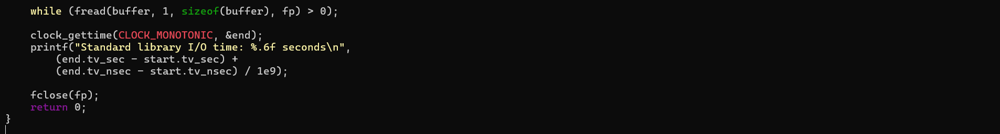 while (fread(buffer, 1, sizeof(buffer), fp) > 0);
clock_gettime(CLOCK_MONOTONIC, &end);
printf("Standard library I/O time: %.6f seconds\n",
(end.tv_sec - start.tv_sec) +
(end.tv_nsec - start.tv_nsec) / 1e9);
fclose(fp);
return 0;
}